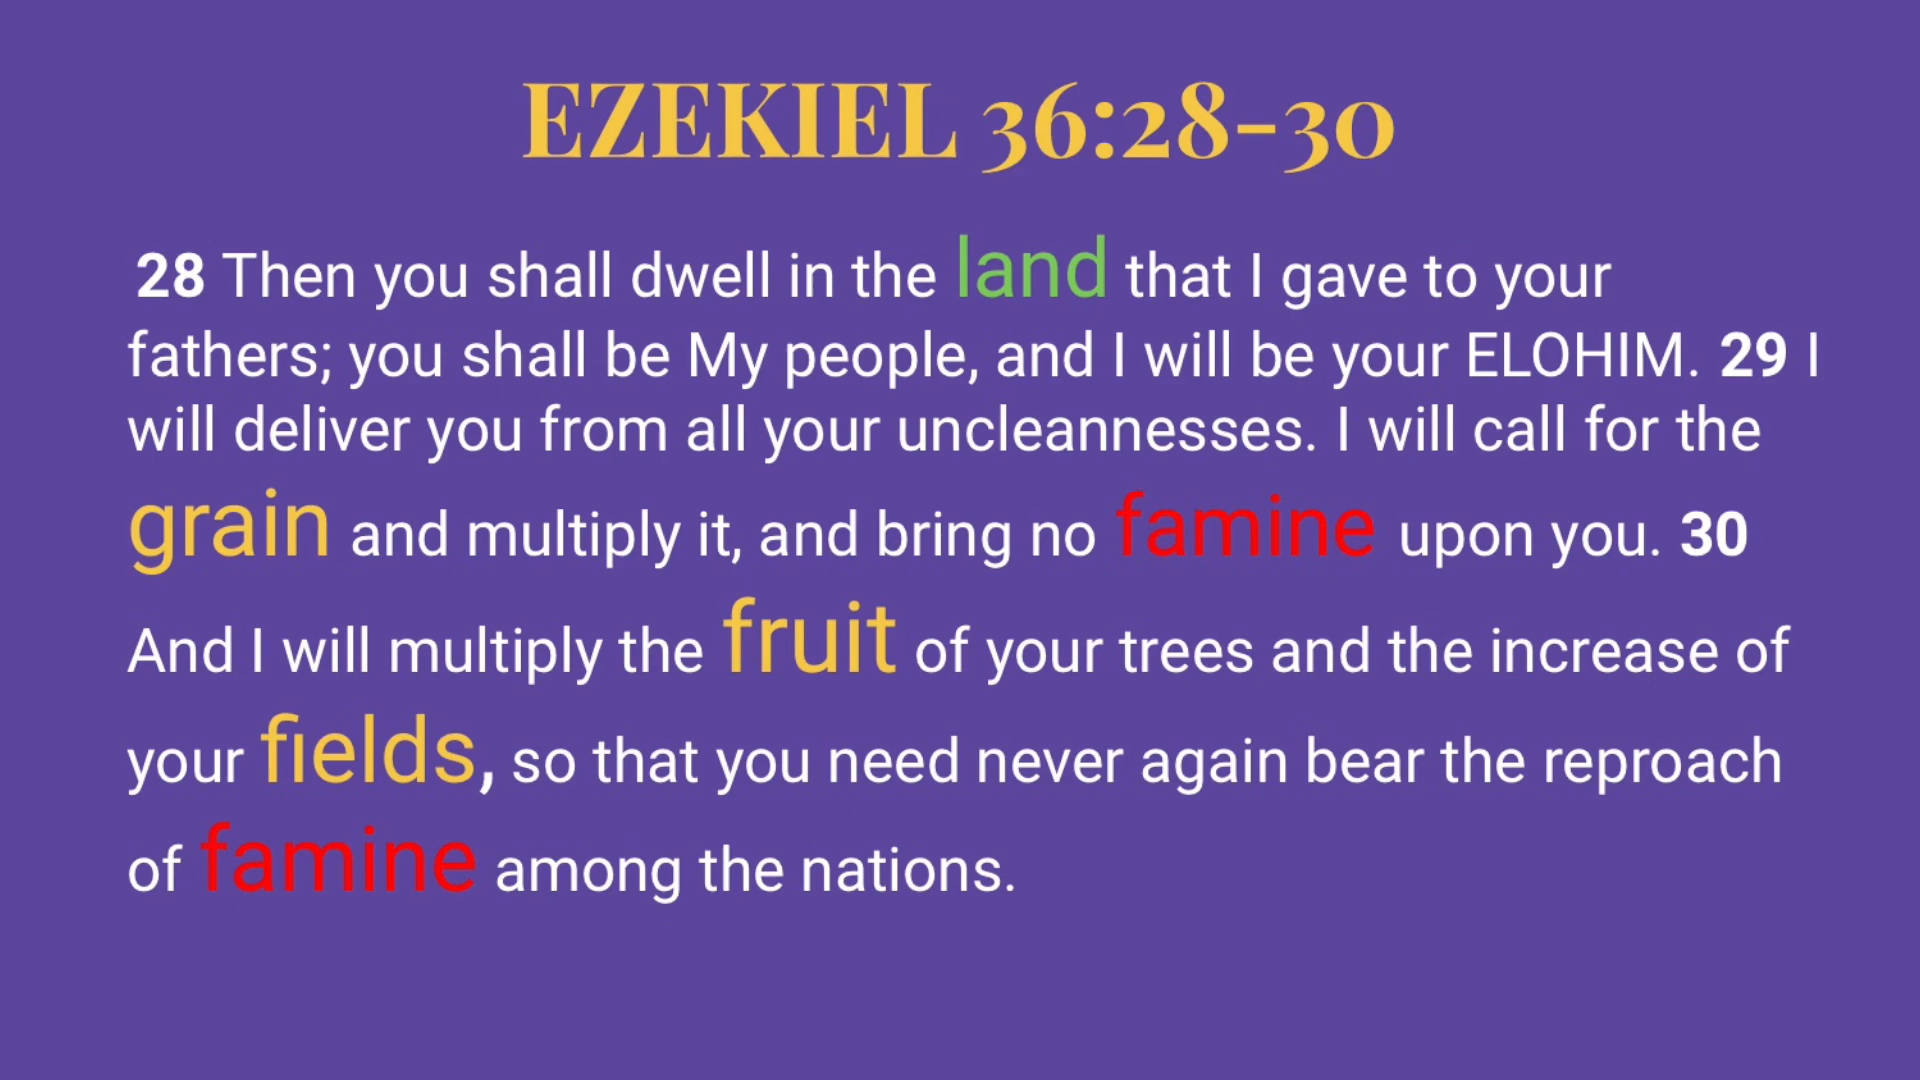 EZEKIEL 36:28-30
28 Then you shall dwell in the land that I gave to your
fathers; you shall be My people, and I will be your ELOHIM. 29 I
will deliver you from all your uncleannesses. I will call for the
grain and multiply it, and bring no famine upon you. 30
And I will multiply the fruit of your trees and the increase of
your fields, so that you need never again bear the reproach
of famine among the nations.